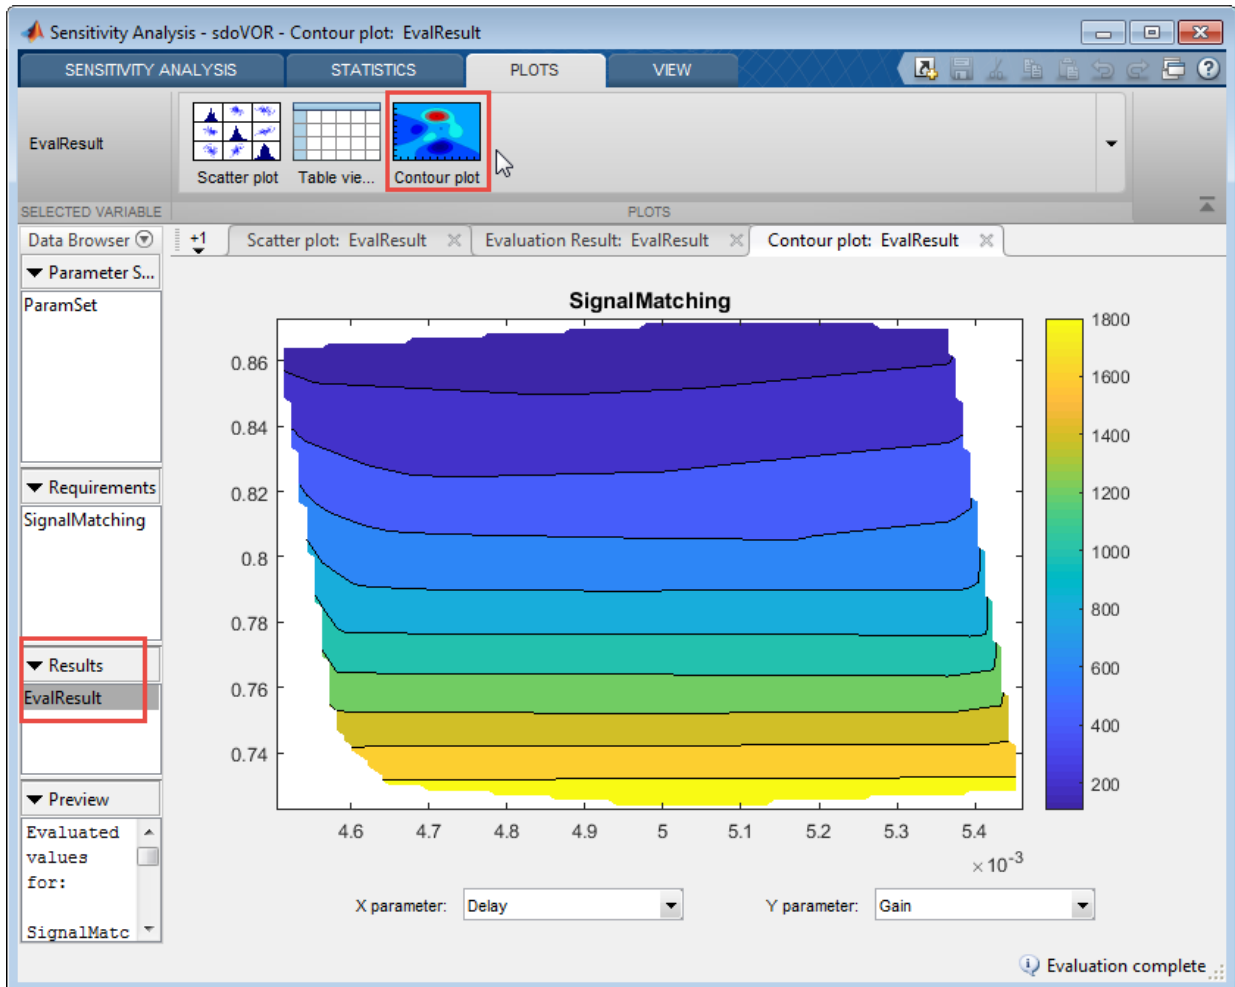 Sensitivity Analysis - sdoVOR - Contour plot: EvalResult
SENSITIVITY ANALYSIS STATISTICS PLOTS VIEW
EvalResult
Scatter plot Table vie... Contour plot
SELECTED VARIABLE PLOTS
Data Browser +1 Scatter plot: EvalResult Evaluation Result: EvalResult Contour plot: EvalResult
Parameter S...
ParamSet
Requirements
SignalMatching
Results
EvalResult
Preview
Evaluated
values
for:
SignalMatc
SignalMatching
0.86
0.84
0.82
0.8
0.78
0.76
0.74
4.6 4.7 4.8 4.9 5 5.1 5.2 5.3 5.4
×10-3
1800
1600
1400
1200
1000
800
600
400
200
X parameter: Delay Y parameter: Gain
Evaluation complete